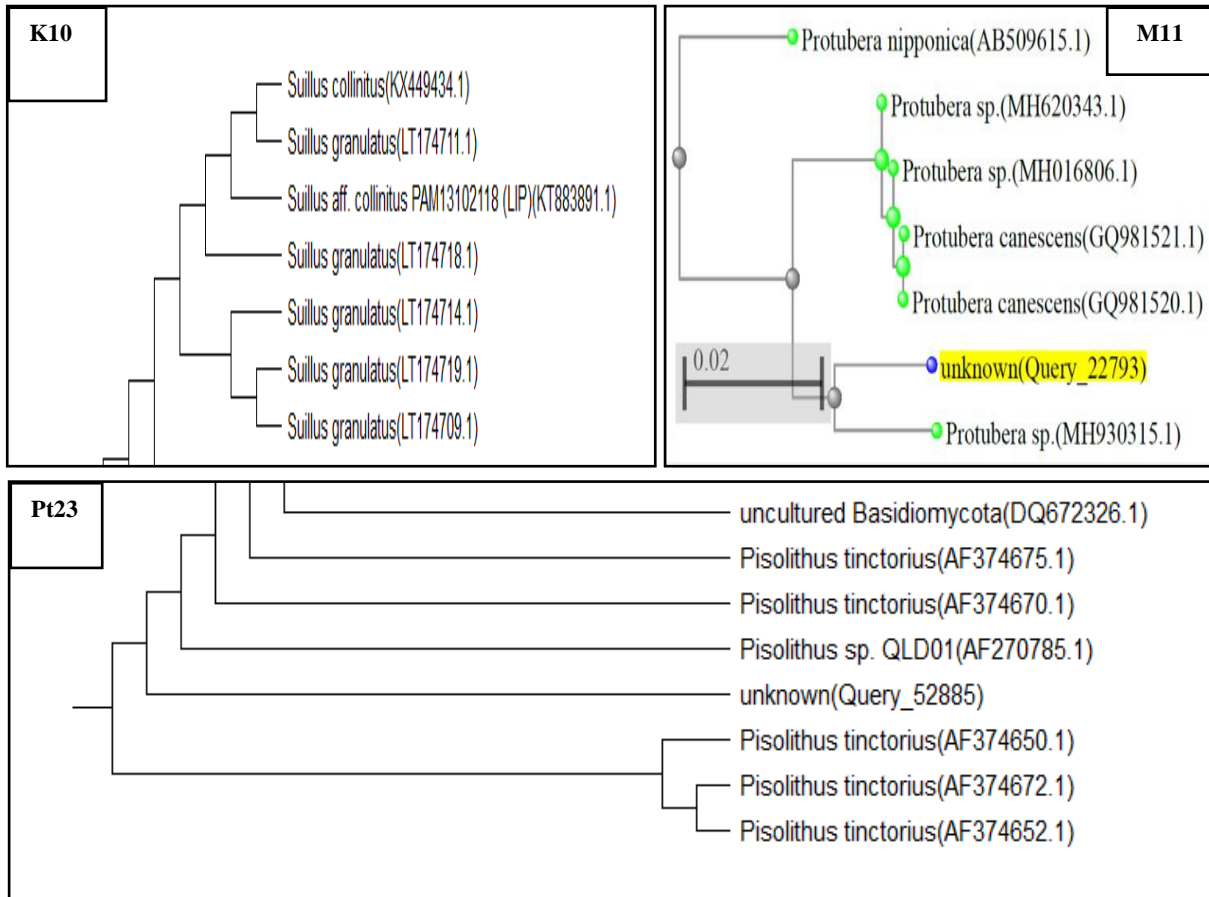 K10
Suillus collinitus(KX449434.1)
Suillus granulatus(LT174711.1)
Suillus aff. collinitus PAM13102118 (LIP)(KT883891.1)
Suillus granulatus(LT174718.1)
Suillus granulatus(LT174714.1)
Suillus granulatus(LT174719.1)
Suillus granulatus(LT174709.1)
M11
Protubera nipponica(AB509615.1)
Protubera sp.(MH620343.1)
Protubera sp.(MH016806.1)
Protubera canescens(GQ981521.1)
Protubera canescens(GQ981520.1)
0.02
unknown(Query_22793)
Protubera sp.(MH930315.1)
Pt23
uncultured Basidiomycota(DQ672326.1)
Pisolithus tinctorius(AF374675.1)
Pisolithus tinctorius(AF374670.1)
Pisolithus sp. QLD01(AF270785.1)
unknown(Query_52885)
Pisolithus tinctorius(AF374650.1)
Pisolithus tinctorius(AF374672.1)
Pisolithus tinctorius(AF374652.1)